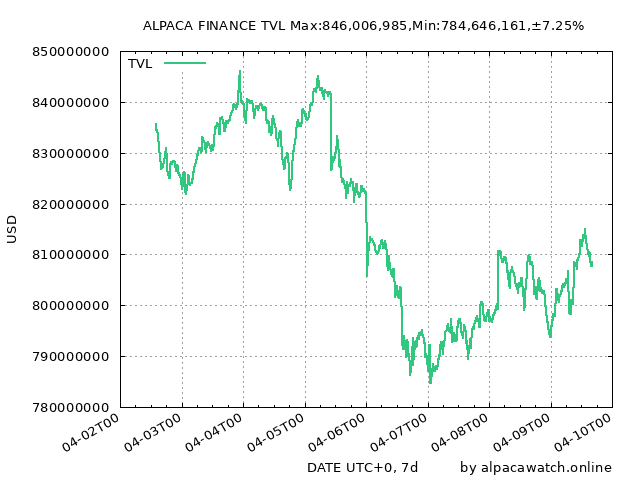 ALPACA FINANCE TVL Max:846,006,985,Min:784,646,161,±7.25%
TVL
850000000
840000000
830000000
820000000
810000000
800000000
790000000
780000000
USD
04-02T00
04-03T00
04-04T00
04-05T00
04-06T00
04-07T00
04-08T00
04-09T00
04-10T00
DATE UTC+0, 7d
by alpacawatch.online